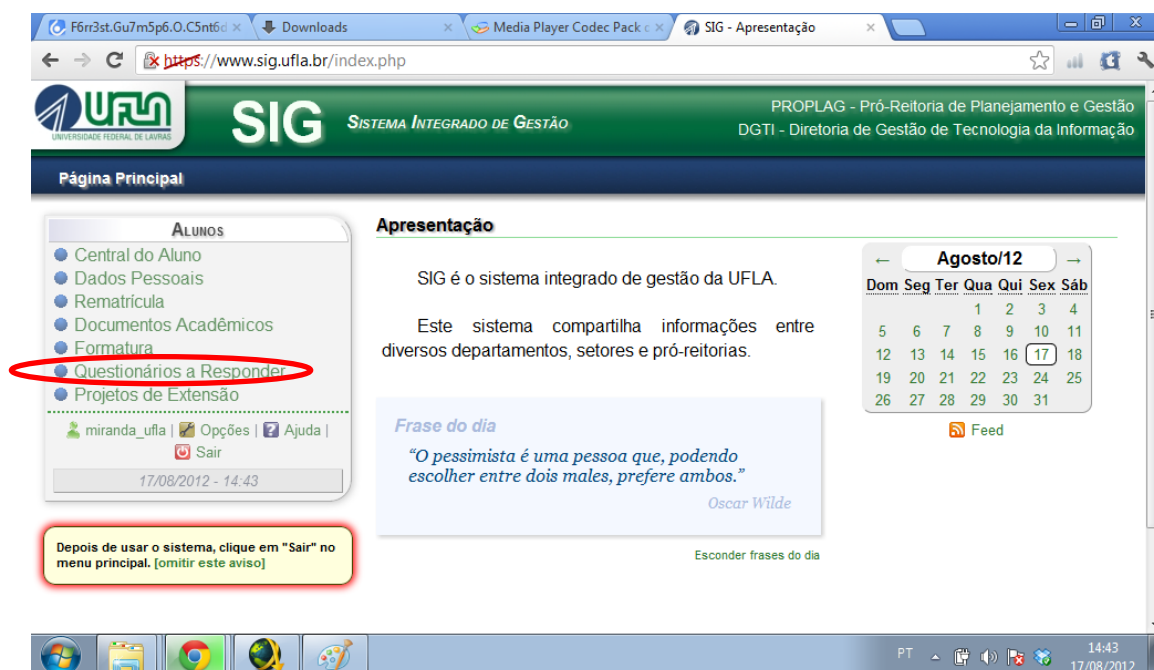 F6rr3st.Gu7m5p6.O.C5nt6d
Downloads
Media Player Codec Pack c
SIG - Apresentação
https://www.sig.ufla.br/index.php
UFLA
UNIVERSIDADE FEDERAL DE LAVRAS
SIG
SISTEMA INTEGRADO DE GESTÃO
PROPLAG - Pró-Reitoria de Planejamento e Gestão
DGTI - Diretoria de Gestão de Tecnologia da Informação
Página Principal
ALUNOS
Central do Aluno
Dados Pessoais
Rematrícula
Documentos Acadêmicos
Formatura
Questionários a Responder
Projetos de Extensão
miranda_ufla | Opções | Ajuda |
Sair
17/08/2012 - 14:43
Depois de usar o sistema, clique em "Sair" no
menu principal. [omitir este aviso]
Apresentação
SIG é o sistema integrado de gestão da UFLA.
Este sistema compartilha informações entre
diversos departamentos, setores e pró-reitorias.
Frase do dia
“O pessimista é uma pessoa que, podendo
escolher entre dois males, prefere ambos.”
Oscar Wilde
Esconder frases do dia
← Agosto/12 →
Dom Seg Ter Qua Qui Sex Sáb
1 2 3 4
5 6 7 8 9 10 11
12 13 14 15 16 17 18
19 20 21 22 23 24 25
26 27 28 29 30 31
Feed
PT
14:43
17/08/2012